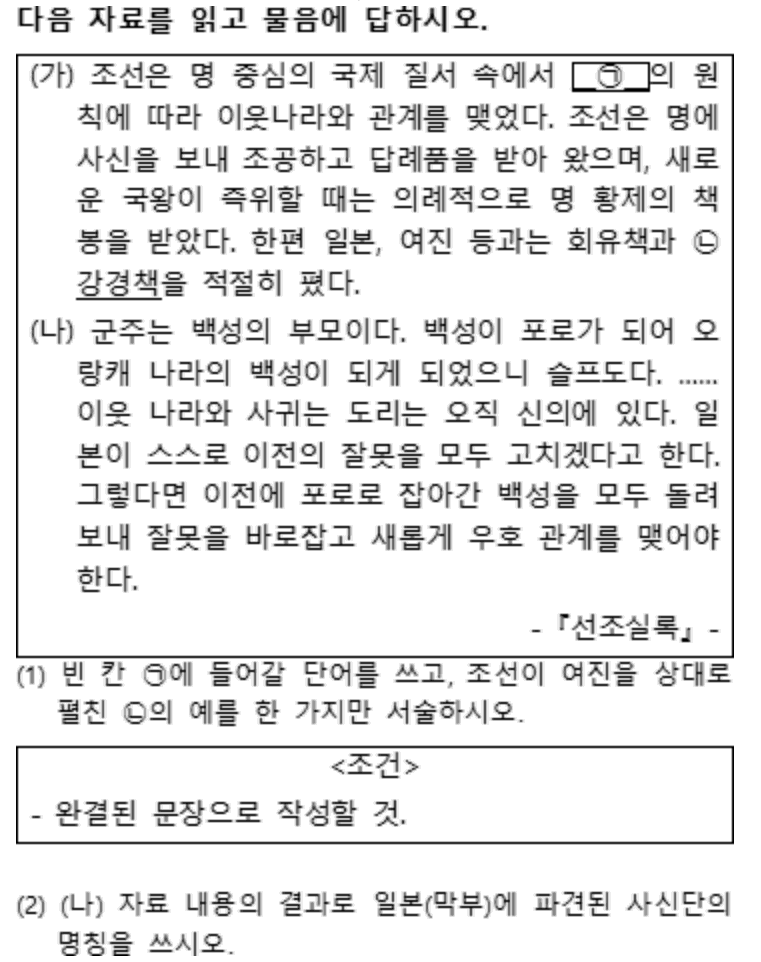 다음 자료를 읽고 물음에 답하시오.
(가) 조선은 명 중심의 국제 질서 속에서 ㉠의 원
칙에 따라 이웃나라와 관계를 맺었다. 조선은 명에
사신을 보내 조공하고 답례품을 받아 왔으며, 새로
운 국왕이 즉위할 때는 의례적으로 명 황제의 책
봉을 받았다. 한편 일본, 여진 등과는 회유책과 ㉡
강경책을 적절히 폈다.
(나) 군주는 백성의 부모이다. 백성이 포로가 되어 오
랑캐 나라의 백성이 되게 되었으니 슬프도다. ......
이웃 나라와 사귀는 도리는 오직 신의에 있다. 일
본이 스스로 이전의 잘못을 모두 고치겠다고 한다.
그렇다면 이전에 포로로 잡아간 백성을 모두 돌려
보내 잘못을 바로잡고 새롭게 우호 관계를 맺어야
한다.
-『선조실록』-
(1) 빈 칸 ㉠에 들어갈 단어를 쓰고, 조선이 여진을 상대로
펼친 ㉡의 예를 한 가지만 서술하시오.
<조건>
- 완결된 문장으로 작성할 것.
(2) (나) 자료 내용의 결과로 일본(막부)에 파견된 사신단의
명칭을 쓰시오.